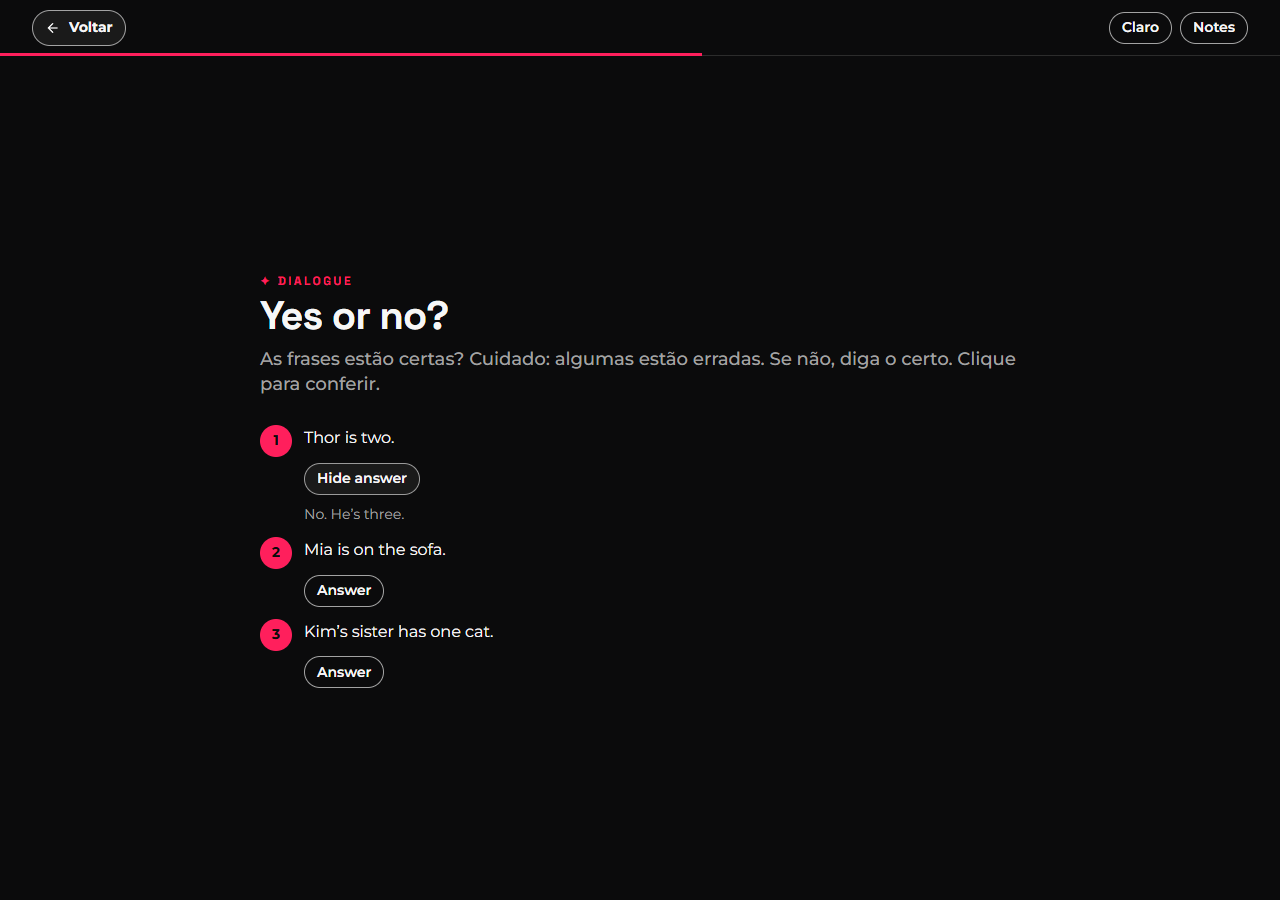 Voltar
Claro
Notes
✦ DIALOGUE
Yes or no?
As frases estão certas? Cuidado: algumas estão erradas. Se não, diga o certo. Clique
para conferir.
1 Thor is two.
Hide answer
No. He’s three.
2 Mia is on the sofa.
Answer
3 Kim’s sister has one cat.
Answer